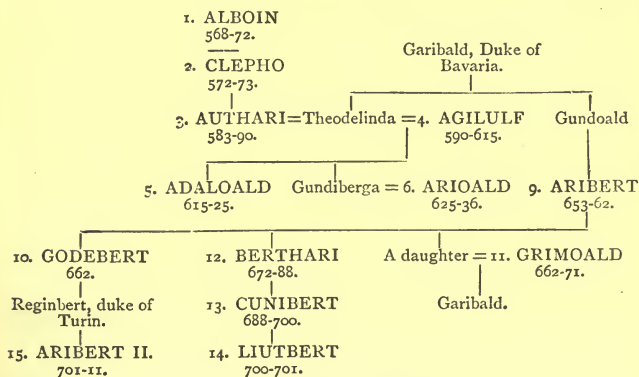 1. ALBOIN
568-72.
Garibald, Duke of
Bavaria.
2. CLEPHO
572-73.
3. AUTHARI=Theodelinda =4. AGILULF Gundoald
583-90. 590-615.
5. ADALOALD Gundiberga = 6. ARIOALD 9. ARIBERT
615-25. 625-36. 653-62.
10. GODEBERT 12. BERTHARI A daughter = 11. GRIMOALD
662. 672-88. 662-71.
Reginbert, duke of 13. CUNIBERT Garibald.
Turin. 688-700.
15. ARIBERT II. 14. LIUTBERT
701-11. 700-701.